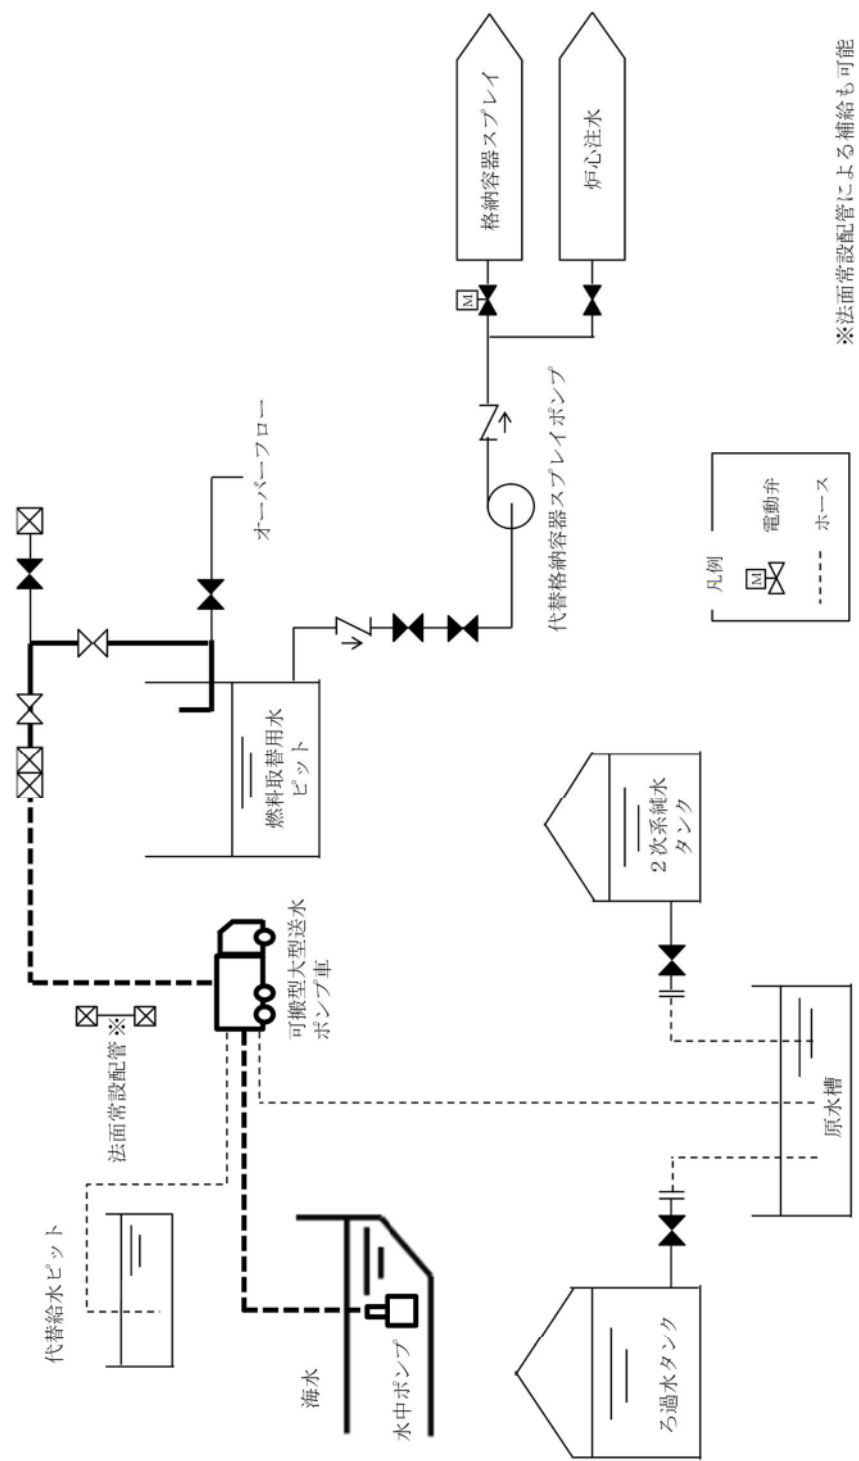 代替給水ピット
海水
水中ポンプ
ろ過水タンク
法面常設配管※
可搬型大型送水
ポンプ車
原水槽
燃料取替用水
ピット
2次系純水
タンク
オーバーフロー
代替格納容器スプレイポンプ
M
格納容器スプレイ
炉心注水
凡例
M
電動弁
ホース
※法面常設配管による補給も可能